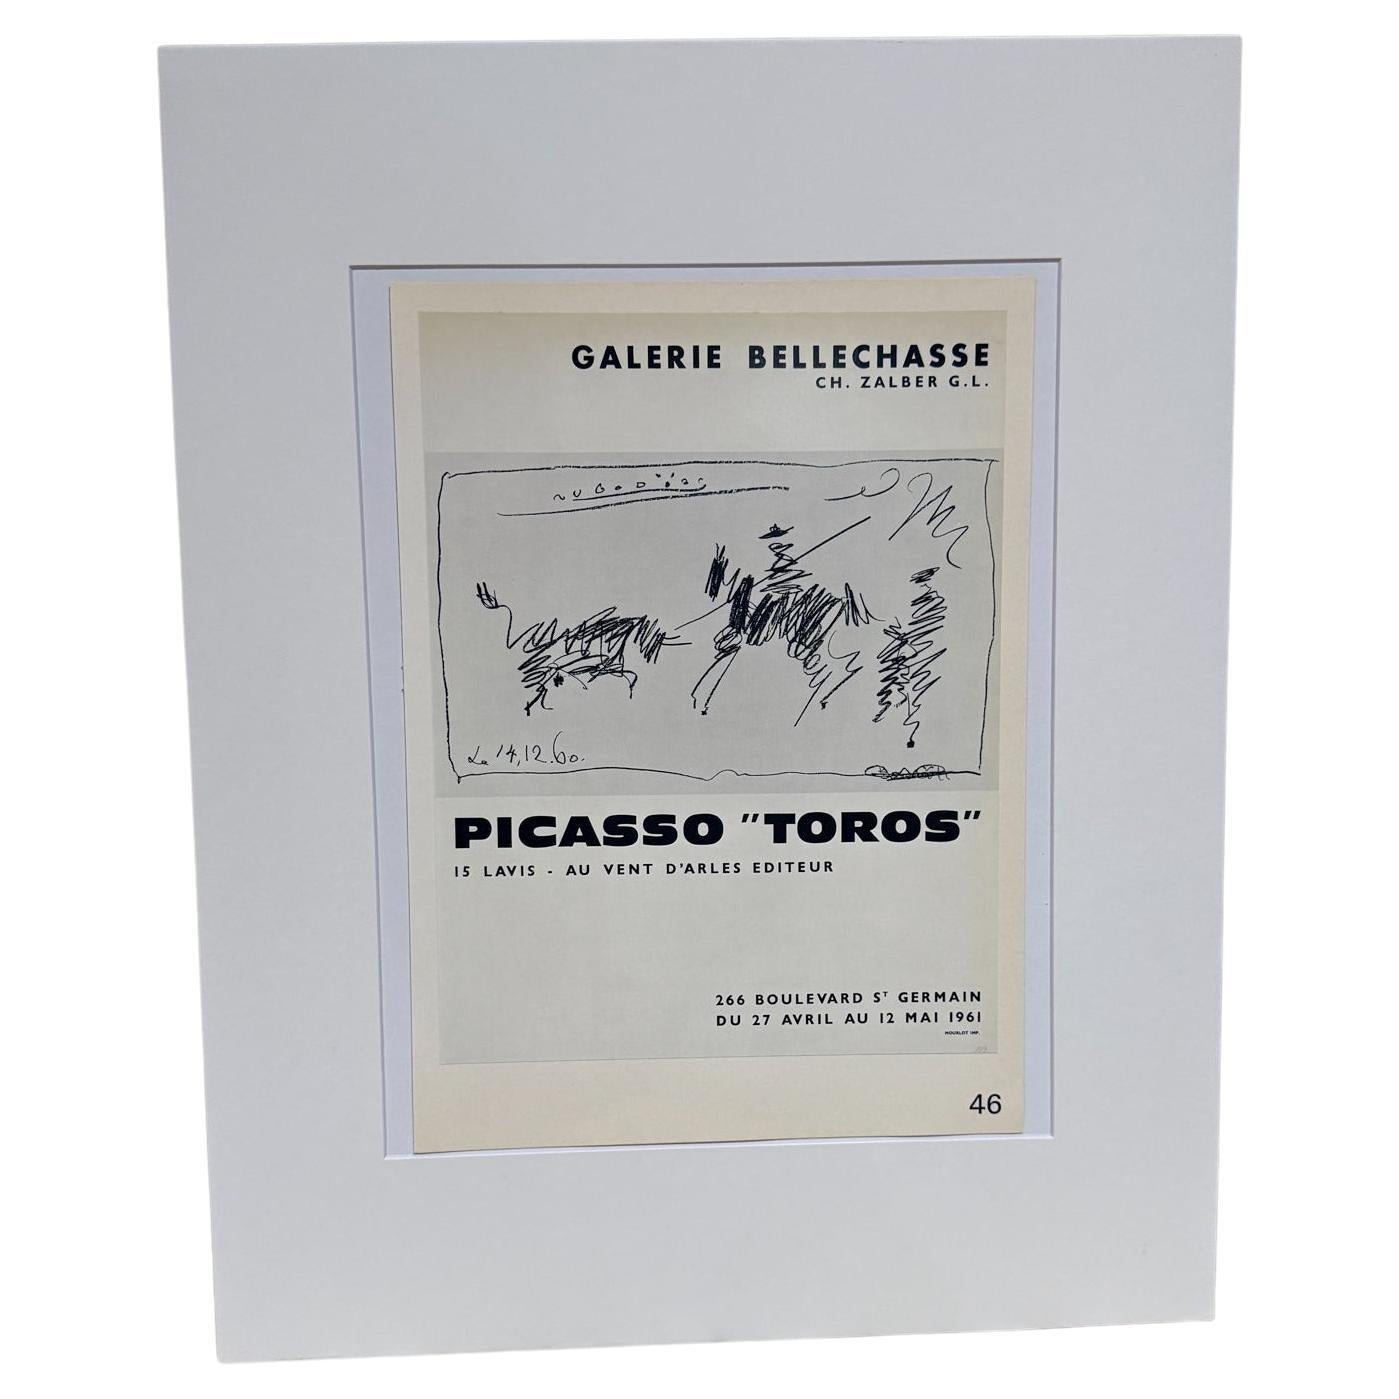 GALERIE BELLECHASSE
CH. ZALBER G.L.
Le 14,12.60.
PICASSO "TOROS"
15 LAVIS - AU VENT D'ARLES EDITEUR
266 BOULEVARD Sᵀ GERMAIN
DU 27 AVRIL AU 12 MAI 1961
MOURLOT IMP.
46